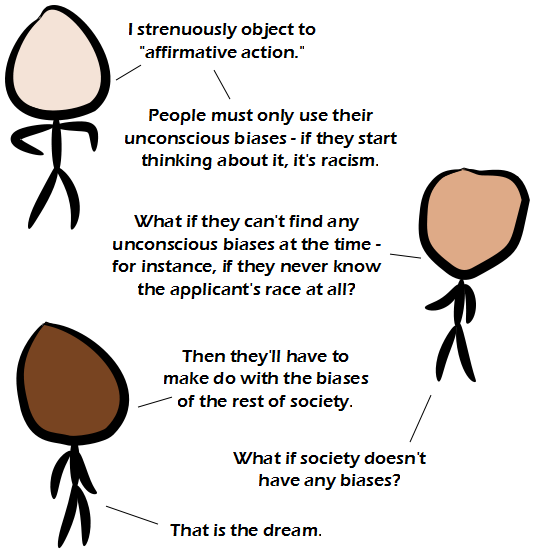 I strenuously object to
"affirmative action."
People must only use their
unconscious biases - if they start
thinking about it, it's racism.
What if they can't find any
unconscious biases at the time -
for instance, if they never know
the applicant's race at all?
Then they'll have to
make do with the biases
of the rest of society.
What if society doesn't
have any biases?
That is the dream.